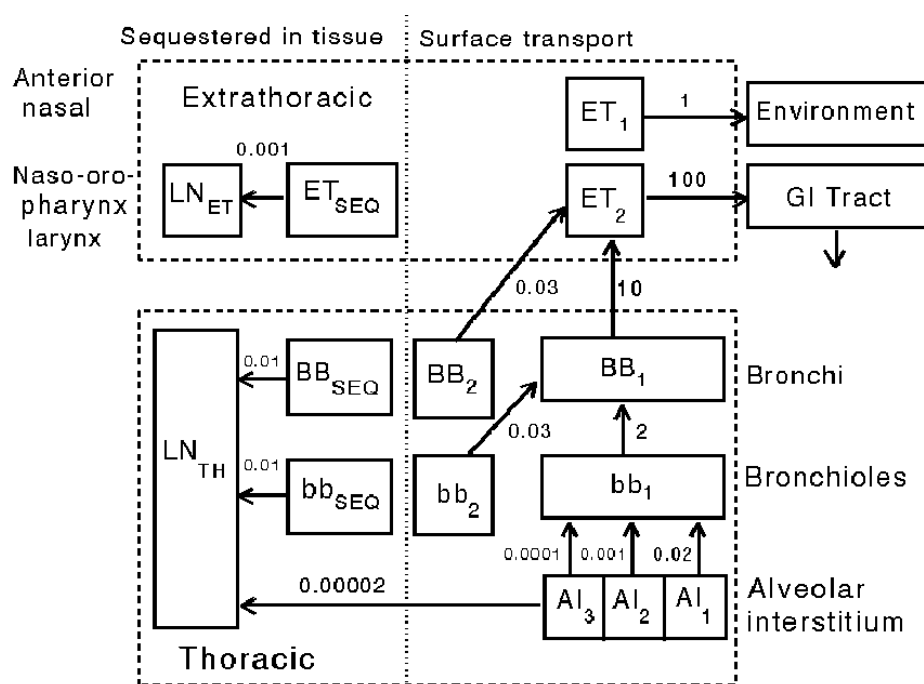 Sequestered in tissue
Surface transport
Anterior
nasal
Extrathoracic
ET1
1
Environment
Naso-oro-
pharynx
larynx
LNET
0.001
ETSEQ
ET2
100
GI Tract
0.03
10
LNTH
0.01
BBSEQ
BB2
BB1
Bronchi
0.03
2
0.01
bbSEQ
bb2
bb1
Bronchioles
0.0001
0.001
0.02
0.00002
AI3
AI2
AI1
Alveolar
interstitium
Thoracic